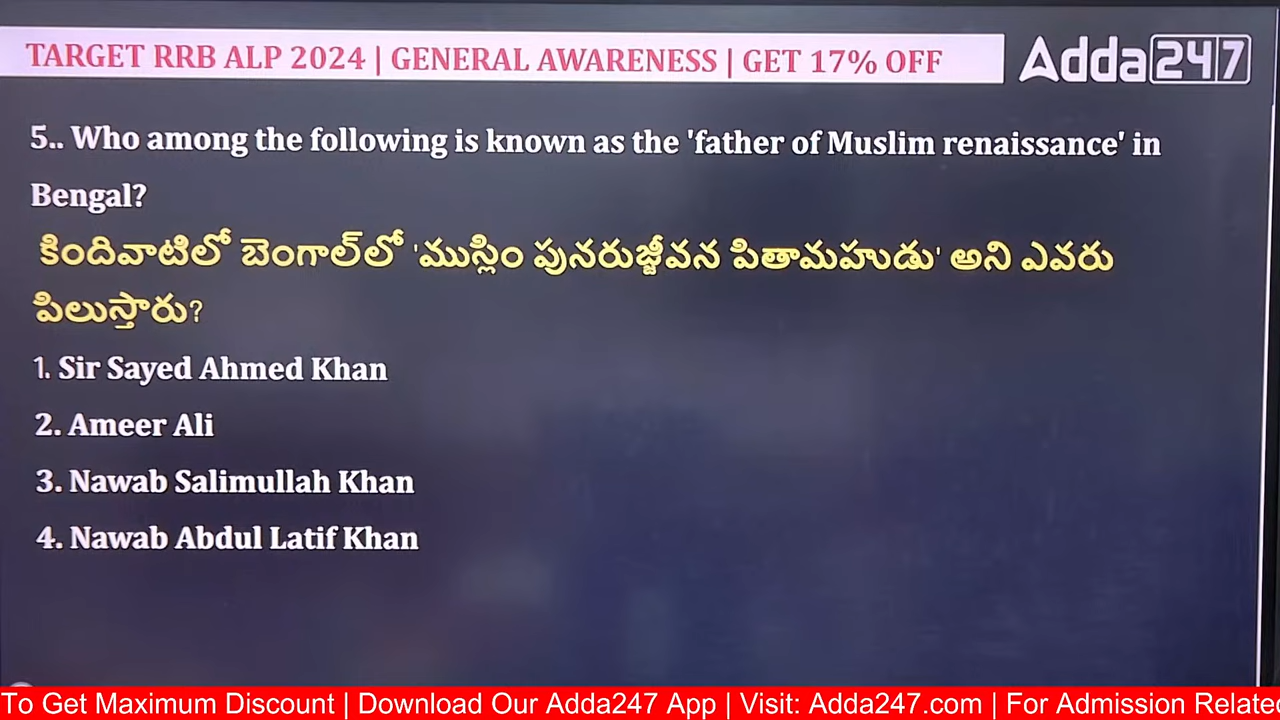 TARGET RRB ALP 2024 | GENERAL AWARENESS | GET 17% OFF
Adda247
5.. Who among the following is known as the 'father of Muslim renaissance' in
Bengal?
కిందివాటిలో బెంగాల్‌లో 'ముస్లిం పునరుజ్జీవన పితామహుడు' అని ఎవరు
పిలుస్తారు?
1. Sir Sayed Ahmed Khan
2. Ameer Ali
3. Nawab Salimullah Khan
4. Nawab Abdul Latif Khan
To Get Maximum Discount | Download Our Adda247 App | Visit: Adda247.com | For Admission Relate